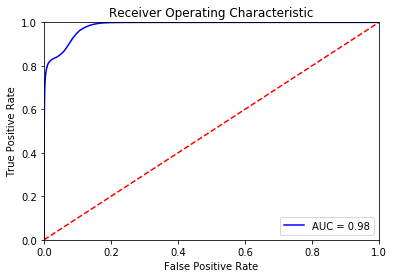 Receiver Operating Characteristic
1.0
0.8
0.6
0.4
0.2
0.0
True Positive Rate
AUC = 0.98
0.0 0.2 0.4 0.6 0.8 1.0
False Positive Rate